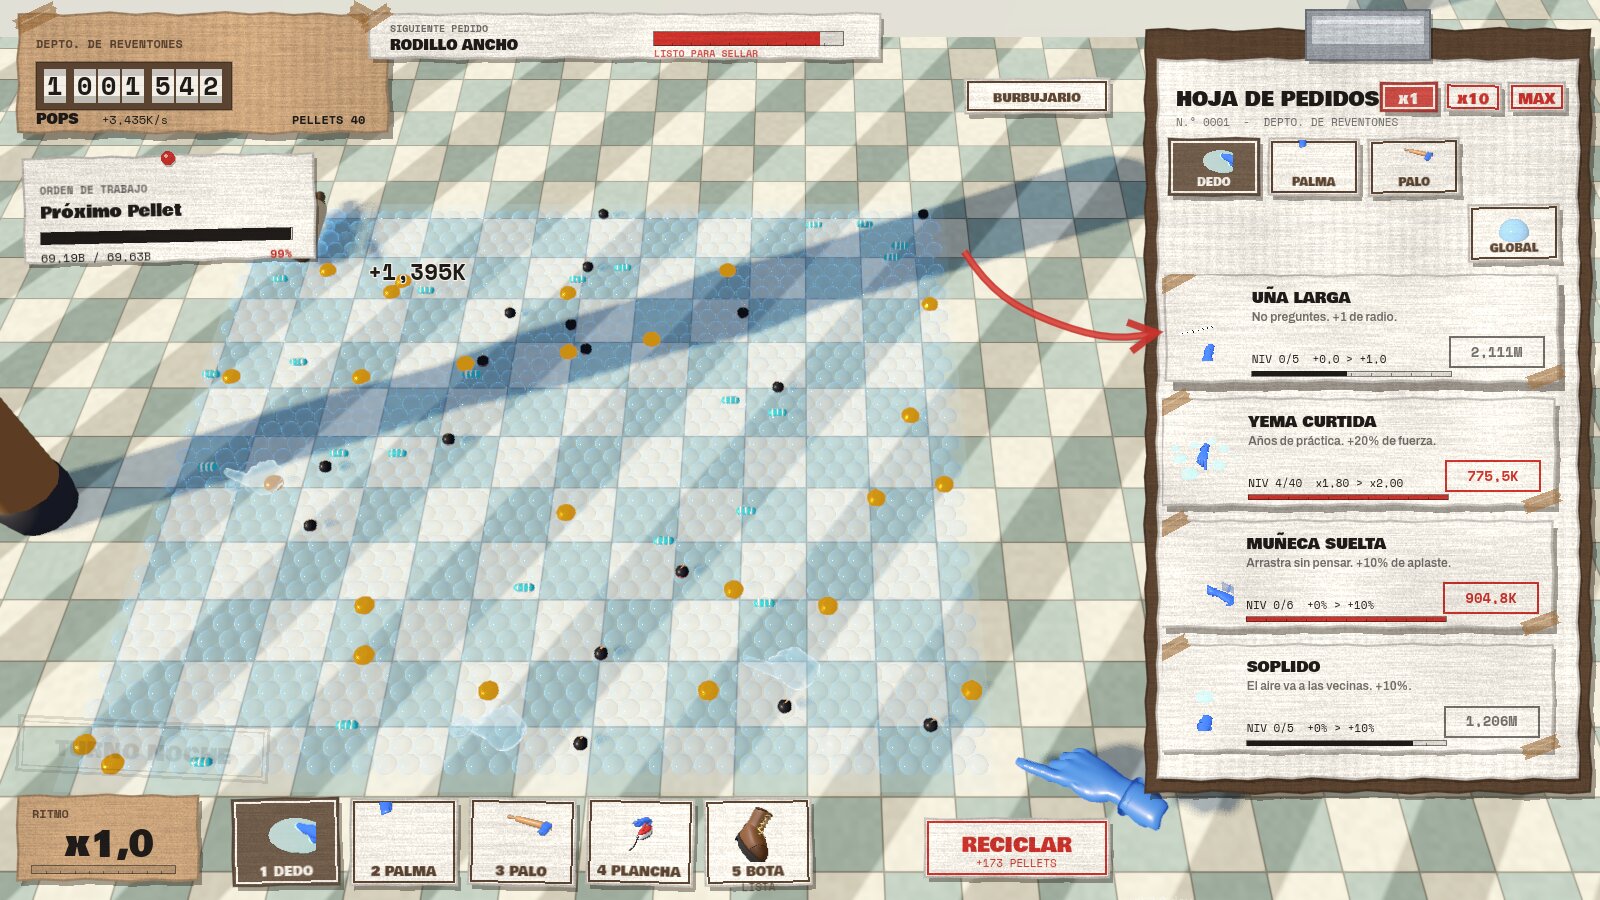 DEPTO. DE REVENTONES
1 001 542
POPS +3,435K/s PELLETS 40
SIGUIENTE PEDIDO
RODILLO ANCHO
LISTO PARA SELLAR
BURBUJARIO
ORDEN DE TRABAJO
Próximo Pellet
69.19B / 69.63B 99%
+1,395K
HOJA DE PEDIDOS x1 x10 MAX
N.° 0001 - DEPTO. DE REVENTONES
DEDO PALMA PALO
GLOBAL
UÑA LARGA
No preguntes. +1 de radio.
NIV 0/5 +0,0 > +1,0 2,111M
YEMA CURTIDA
Años de práctica. +20% de fuerza.
NIV 4/40 x1,80 > x2,00 775,5K
MUÑECA SUELTA
Arrastra sin pensar. +10% de aplaste.
NIV 0/6 +0% > +10% 904,8K
SOPLIDO
El aire va a las vecinas. +10%.
NIV 0/5 +0% > +10% 1,206M
TURNO NOCHE
RITMO
x1,0
1 DEDO 2 PALMA 3 PALO 4 PLANCHA 5 BOTA
LISTA
RECICLAR
+173 PELLETS